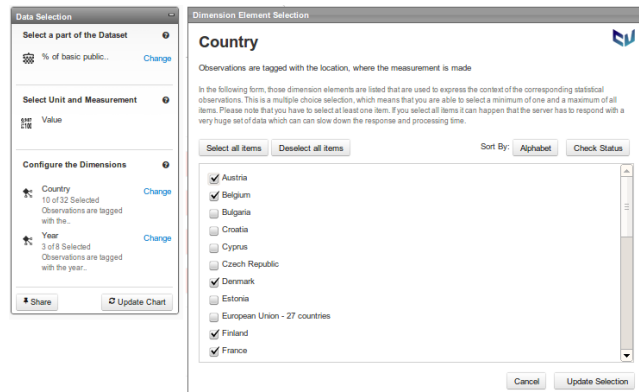 Data Selection
Select a part of the Dataset
% of basic public..
Change
Select Unit and Measurement
Value
Configure the Dimensions
Country
Change
10 of 32 Selected
Observations are tagged
with the..
Year
Change
3 of 8 Selected
Observations are tagged
with the year..
Share
Update Chart
Dimension Element Selection
Country
Observations are tagged with the location, where the measurement is made
In the following form, those dimension elements are listed that are used to express the context of the corresponding statistical
observations. This is a multiple choice selection, which means that you are able to select a minimum of one and a maximum of all
items. Please note that you have to select at least one item. If you select all items it can happen that the server has to respond with a
very huge set of data which can slow down the response and processing time.
Select all items
Deselect all items
Sort By:
Alphabet
Check Status
Austria
Belgium
Bulgaria
Croatia
Cyprus
Czech Republic
Denmark
Estonia
European Union - 27 countries
Finland
France
Cancel
Update Selection